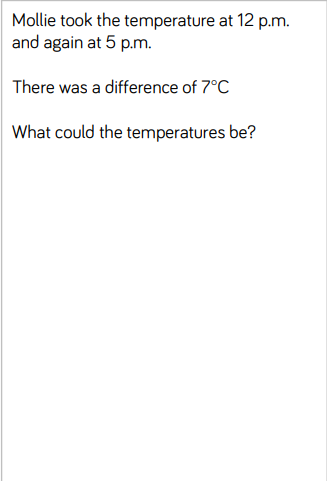 Mollie took the temperature at 12 p.m.
and again at 5 p.m.
There was a difference of 7°C
What could the temperatures be?